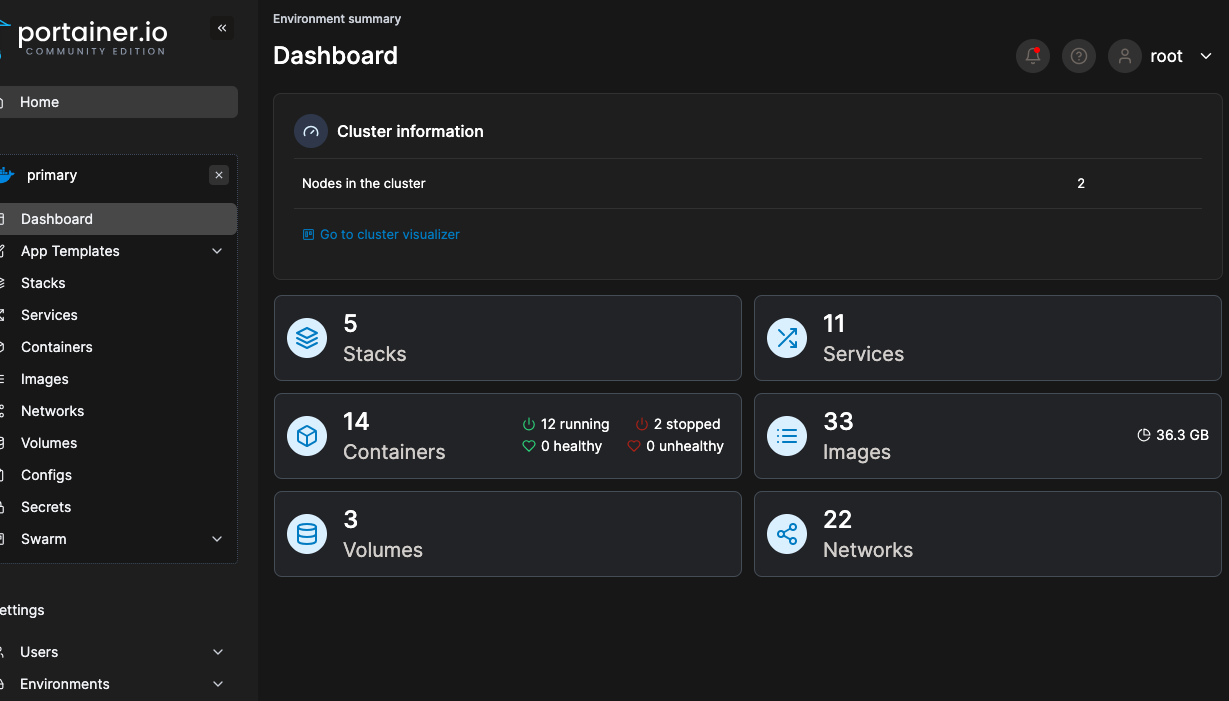 portainer.io
COMMUNITY EDITION
Home
primary
Dashboard
App Templates
Stacks
Services
Containers
Images
Networks
Volumes
Configs
Secrets
Swarm
ettings
Users
Environments
Environment summary
Dashboard
root
Cluster information
Nodes in the cluster 2
Go to cluster visualizer
5
Stacks
11
Services
14
Containers
12 running 2 stopped
0 healthy 0 unhealthy
33
Images
36.3 GB
3
Volumes
22
Networks